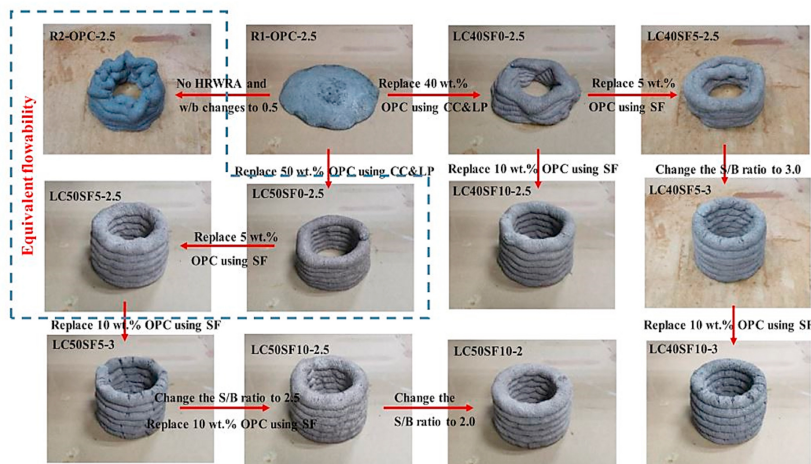 R2-OPC-2.5
R1-OPC-2.5
LC40SF0-2.5
LC40SF5-2.5
No HRWRA and
w/b changes to 0.5
Replace 40 wt.%
OPC using CC&LP
Replace 5 wt.%
OPC using SF
Equivalent flowability
Replace 50 wt.% OPC using CC&LP
Replace 10 wt.% OPC using SF
Change the S/B ratio to 3.0
LC50SF5-2.5
LC50SF0-2.5
LC40SF10-2.5
LC40SF5-3
Replace 5 wt.%
OPC using SF
Replace 10 wt.% OPC using SF
Replace 10 wt.% OPC using SF
LC50SF5-3
LC50SF10-2.5
LC50SF10-2
LC40SF10-3
Change the S/B ratio to 2.5
Replace 10 wt.% OPC using SF
Change the
S/B ratio to 2.0